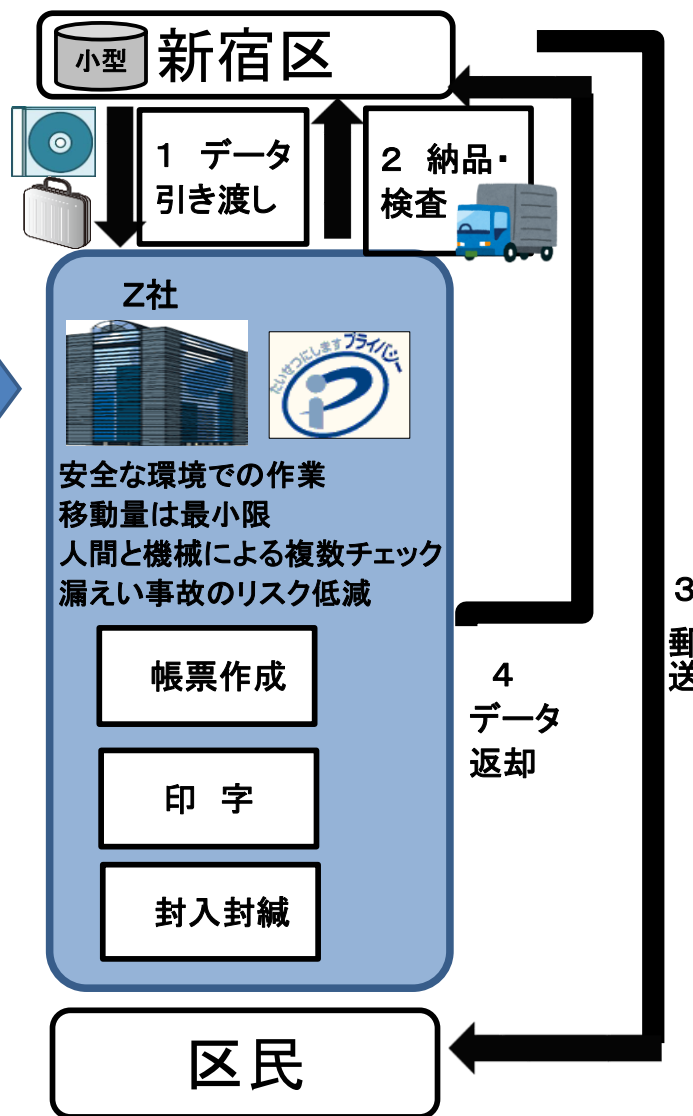 小型
新宿区
1 データ
引き渡し
2 納品・
検査
Z社
たいせつにしますプライバシー
安全な環境での作業
移動量は最小限
人間と機械による複数チェック
漏えい事故のリスク低減
帳票作成
印 字
封入封緘
4
データ
返却
3
郵
送
区民